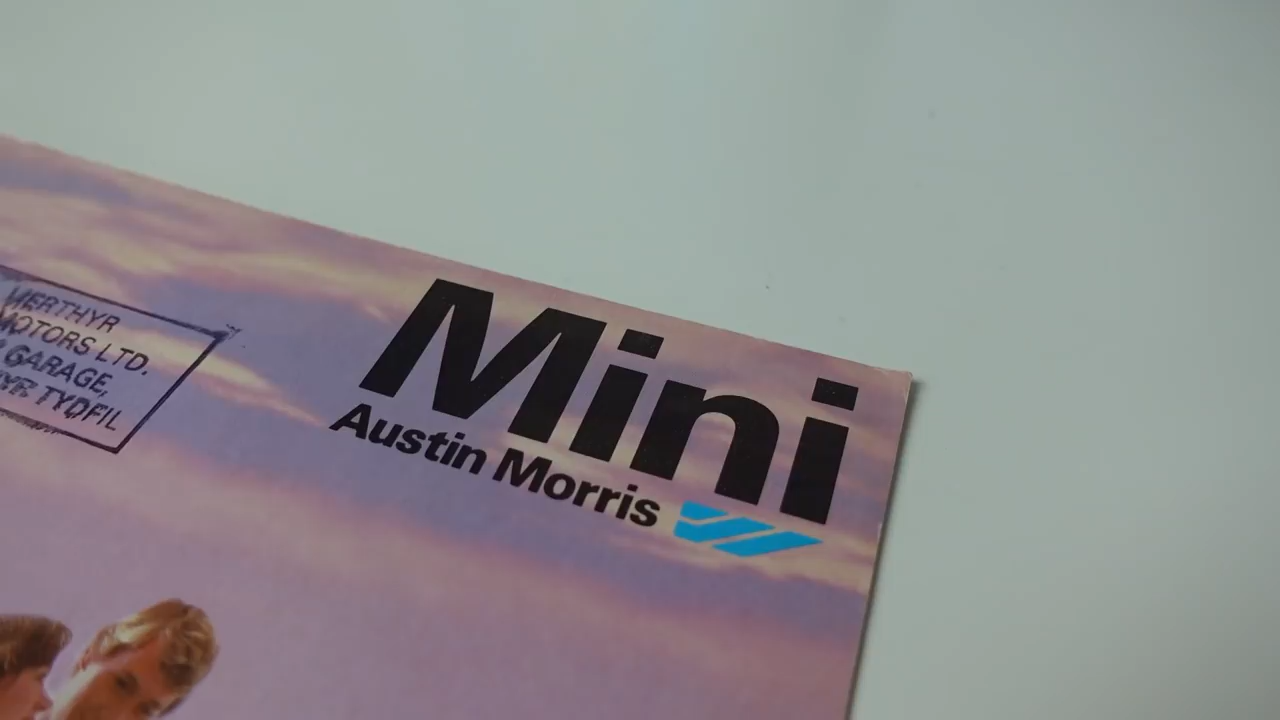 Mini
Austin Morris
MERTHYR
MOTORS LTD.
GARAGE,
TYDFIL